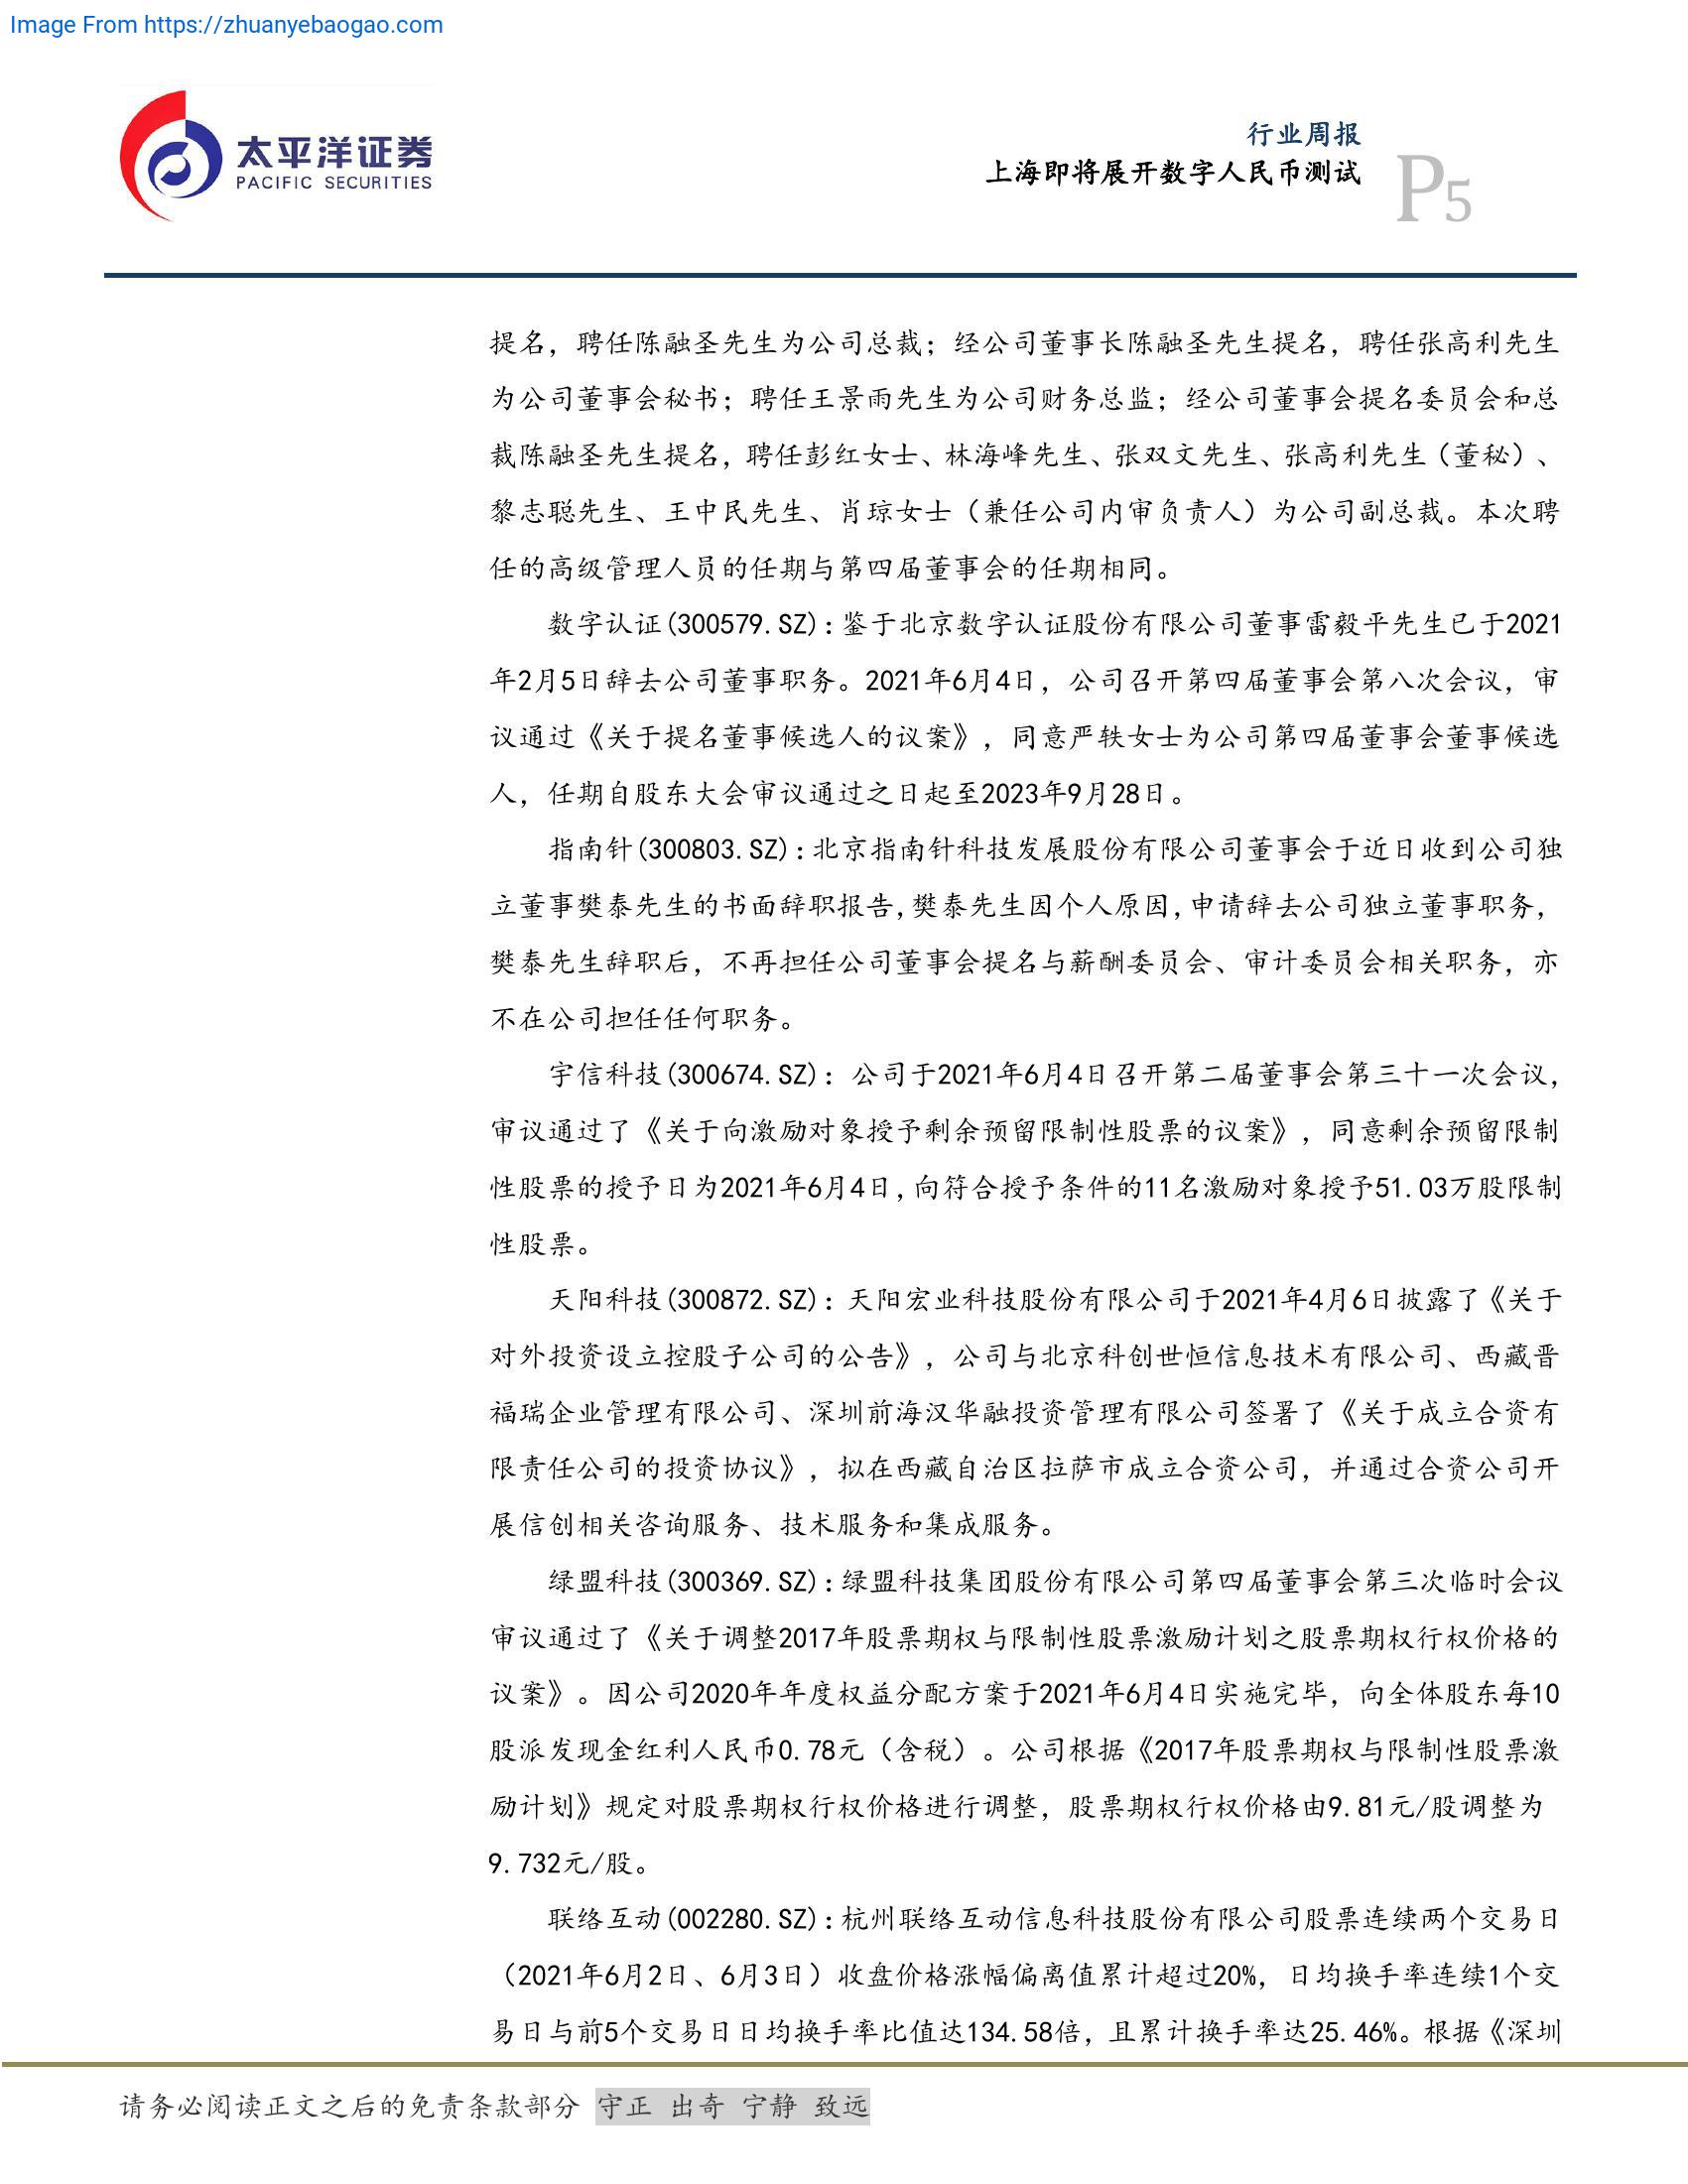 Image From https://zhuanyebaogao.com
太平洋证券
PACIFIC SECURITIES
行业周报
上海即将展开数字人民币测试
P5
提名，聘任陈融圣先生为公司总裁；经公司董事长陈融圣先生提名，聘任张高利先生
为公司董事会秘书；聘任王景雨先生为公司财务总监；经公司董事会提名委员会和总
裁陈融圣先生提名，聘任彭红女士、林海峰先生、张双文先生、张高利先生（董秘）、
黎志聪先生、王中民先生、肖琼女士（兼任公司内审负责人）为公司副总裁。本次聘
任的高级管理人员的任期与第四届董事会的任期相同。
数字认证(300579.SZ)：鉴于北京数字认证股份有限公司董事雷毅平先生已于2021
年2月5日辞去公司董事职务。2021年6月4日，公司召开第四届董事会第八次会议，审
议通过《关于提名董事候选人的议案》，同意严轶女士为公司第四届董事会董事候选
人，任期自股东大会审议通过之日起至2023年9月28日。
指南针(300803.SZ)：北京指南针科技发展股份有限公司董事会于近日收到公司独
立董事樊泰先生的书面辞职报告，樊泰先生因个人原因，申请辞去公司独立董事职务，
樊泰先生辞职后，不再担任公司董事会提名与薪酬委员会、审计委员会相关职务，亦
不在公司担任任何职务。
宇信科技(300674.SZ)：公司于2021年6月4日召开第二届董事会第三十一次会议，
审议通过了《关于向激励对象授予剩余预留限制性股票的议案》，同意剩余预留限制
性股票的授予日为2021年6月4日，向符合授予条件的11名激励对象授予51.03万股限制
性股票。
天阳科技(300872.SZ)：天阳宏业科技股份有限公司于2021年4月6日披露了《关于
对外投资设立控股子公司的公告》，公司与北京科创世恒信息技术有限公司、西藏晋
福瑞企业管理有限公司、深圳前海汉华融投资管理有限公司签署了《关于成立合资有
限责任公司的投资协议》，拟在西藏自治区拉萨市成立合资公司，并通过合资公司开
展信创相关咨询服务、技术服务和集成服务。
绿盟科技(300369.SZ)：绿盟科技集团股份有限公司第四届董事会第三次临时会议
审议通过了《关于调整2017年股票期权与限制性股票激励计划之股票期权行权价格的
议案》。因公司2020年年度权益分配方案于2021年6月4日实施完毕，向全体股东每10
股派发现金红利人民币0.78元（含税）。公司根据《2017年股票期权与限制性股票激
励计划》规定对股票期权行权价格进行调整，股票期权行权价格由9.81元/股调整为
9.732元/股。
联络互动(002280.SZ)：杭州联络互动信息科技股份有限公司股票连续两个交易日
（2021年6月2日、6月3日）收盘价格涨幅偏离值累计超过20%，日均换手率连续1个交
易日与前5个交易日日均换手率比值达134.58倍，且累计换手率达25.46%。根据《深圳
请务必阅读正文之后的免责条款部分 守正 出奇 宁静 致远